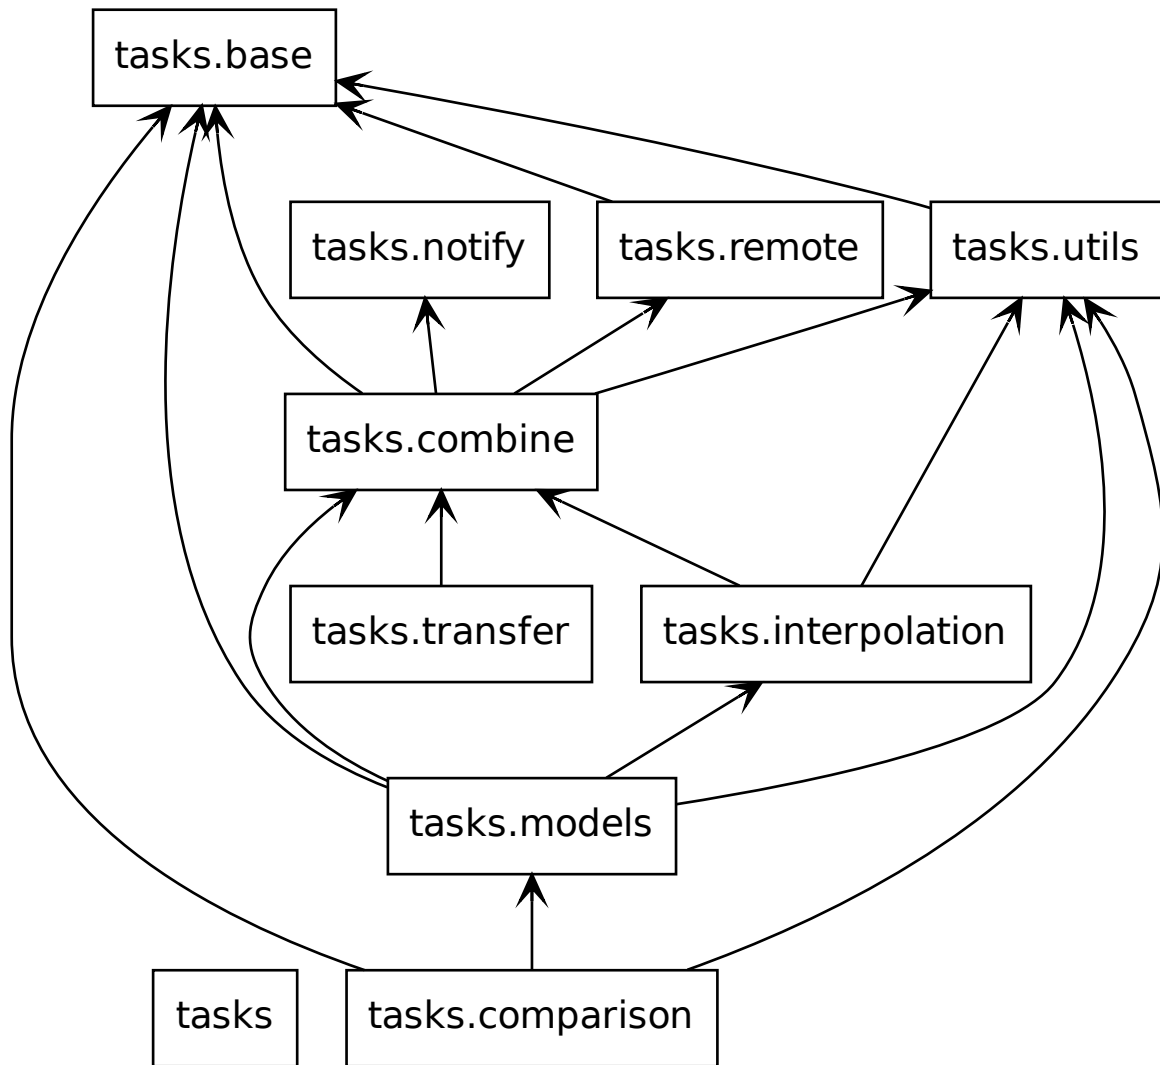 tasks.base
tasks.notify
tasks.remote
tasks.utils
tasks.combine
tasks.transfer
tasks.interpolation
tasks.models
tasks
tasks.comparison